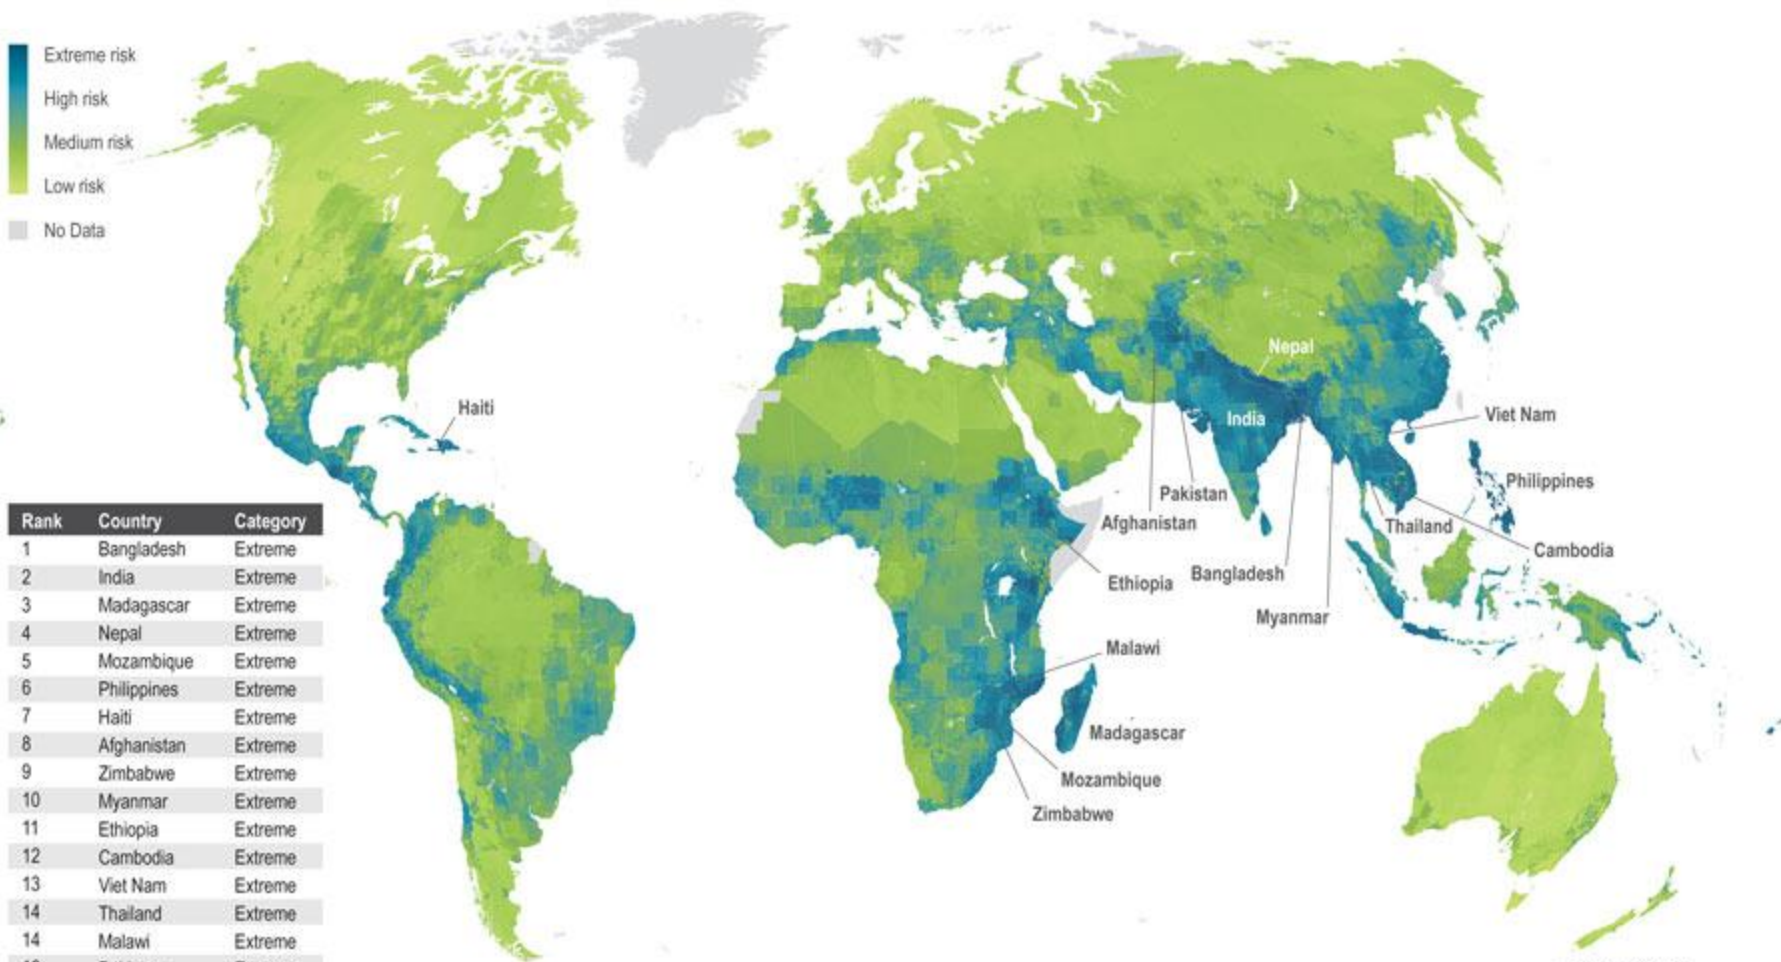 Extreme risk
High risk
Medium risk
Low risk
No Data
Haiti
Nepal
India
Viet Nam
Philippines
Pakistan
Afghanistan
Thailand
Cambodia
Bangladesh
Ethiopia
Myanmar
Malawi
Madagascar
Mozambique
Zimbabwe
Rank Country Category
1 Bangladesh Extreme
2 India Extreme
3 Madagascar Extreme
4 Nepal Extreme
5 Mozambique Extreme
6 Philippines Extreme
7 Haiti Extreme
8 Afghanistan Extreme
9 Zimbabwe Extreme
10 Myanmar Extreme
11 Ethiopia Extreme
12 Cambodia Extreme
13 Viet Nam Extreme
14 Thailand Extreme
14 Malawi Extreme